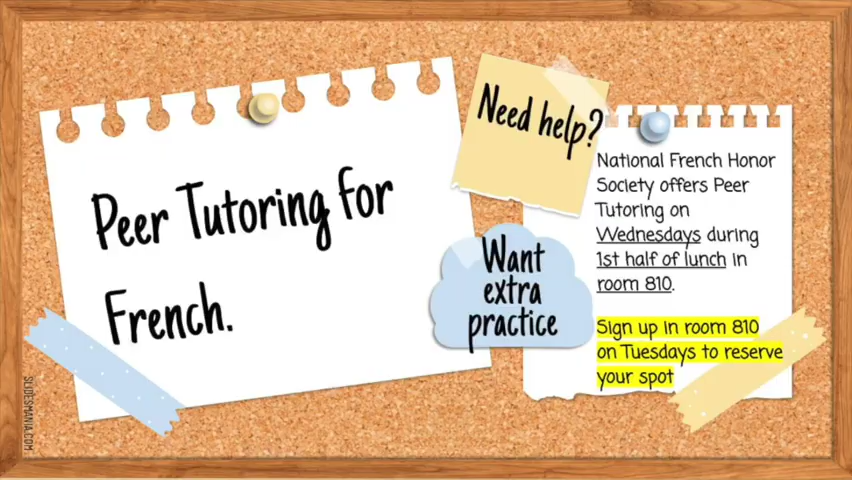 Peer Tutoring for
French.
Need help?
Want
extra
practice
National French Honor
Society offers Peer
Tutoring on
Wednesdays during
1st half of lunch in
room 810.
Sign up in room 810
on Tuesdays to reserve
your spot
SLIDESMANIA.COM